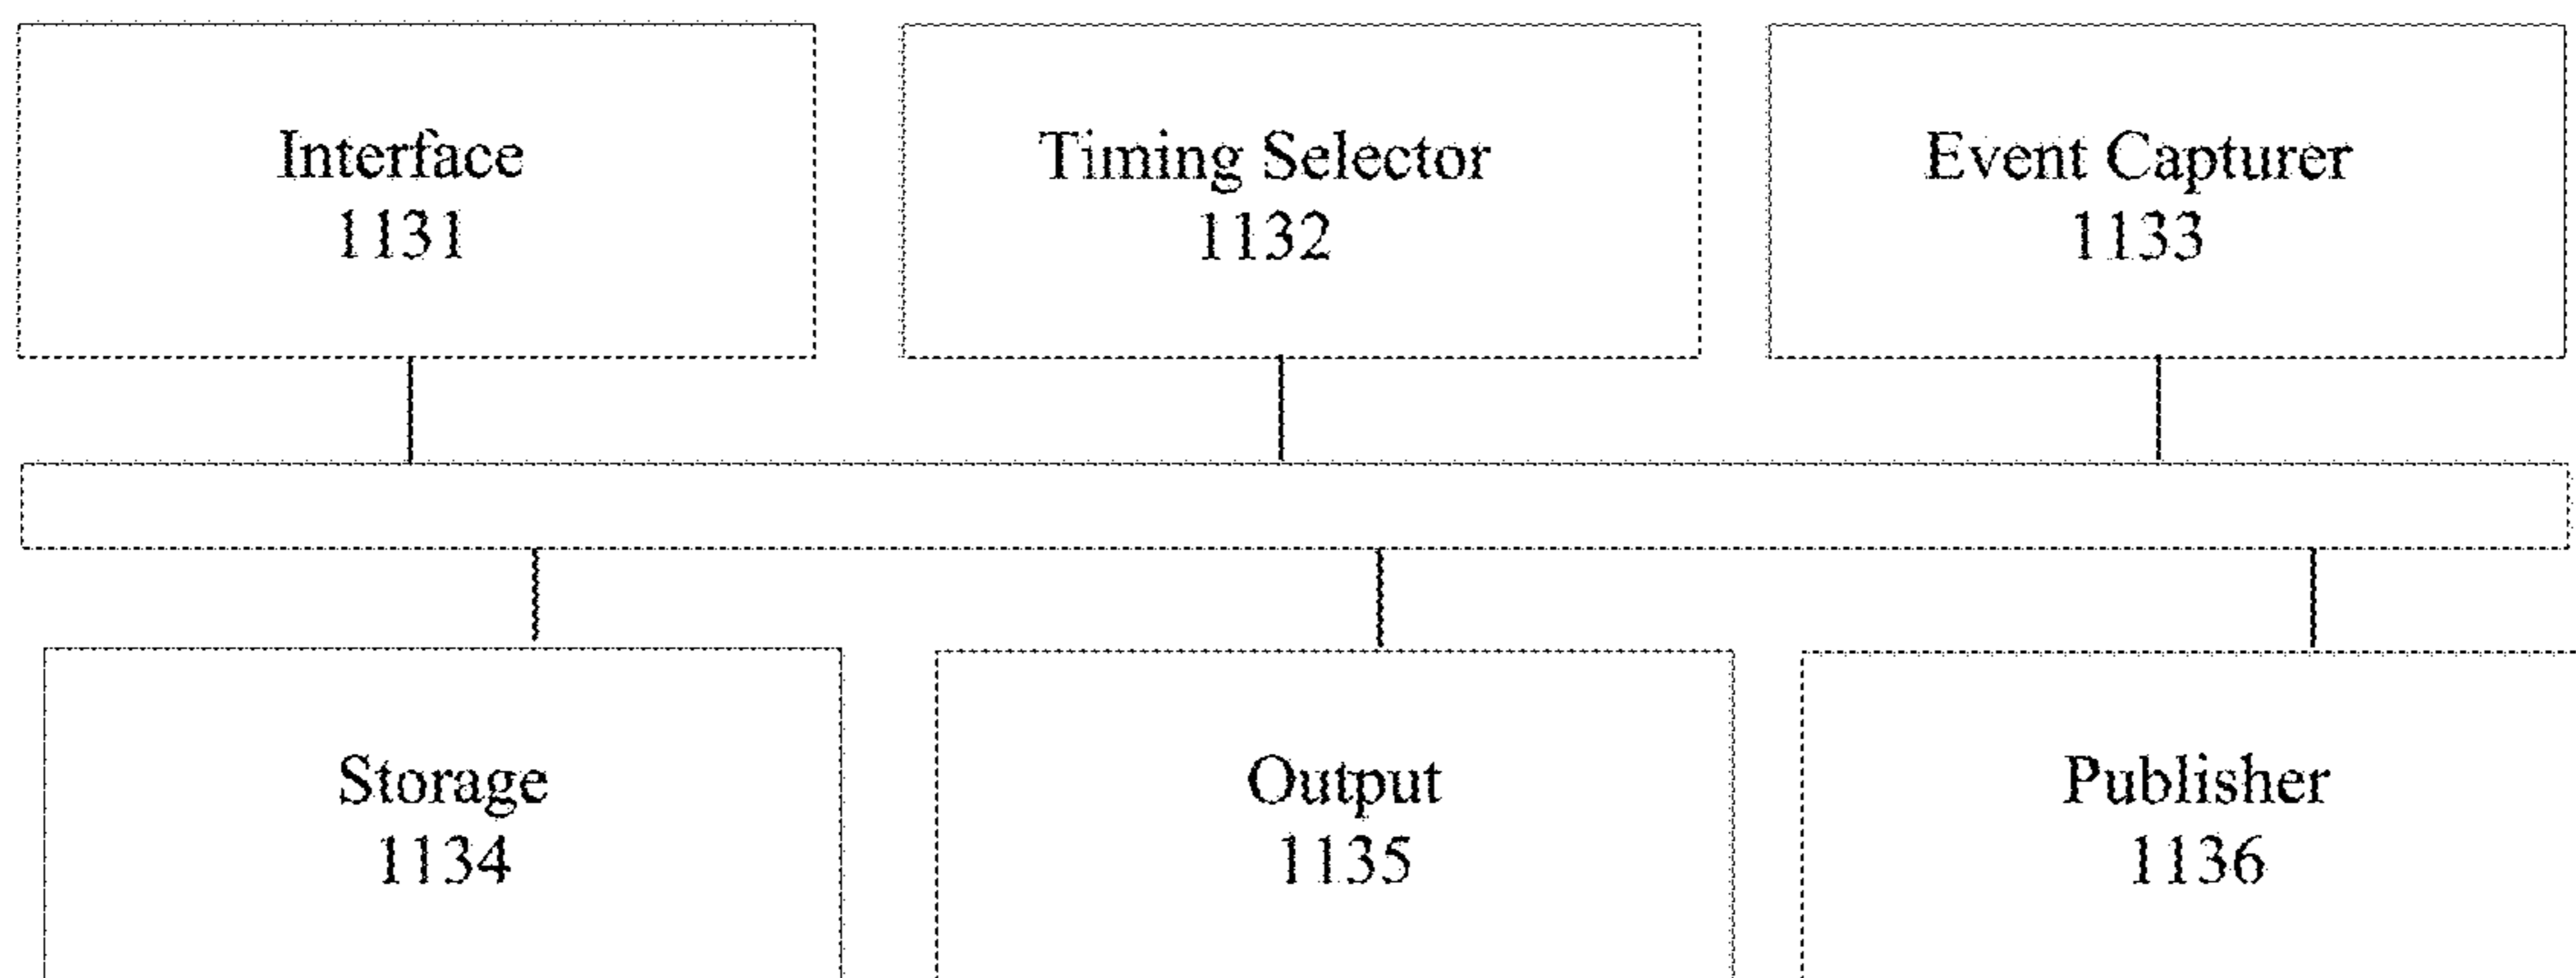 Interface
1131
Timing Selector
1132
Event Capturer
1133
Storage
1134
Output
1135
Publisher
1136